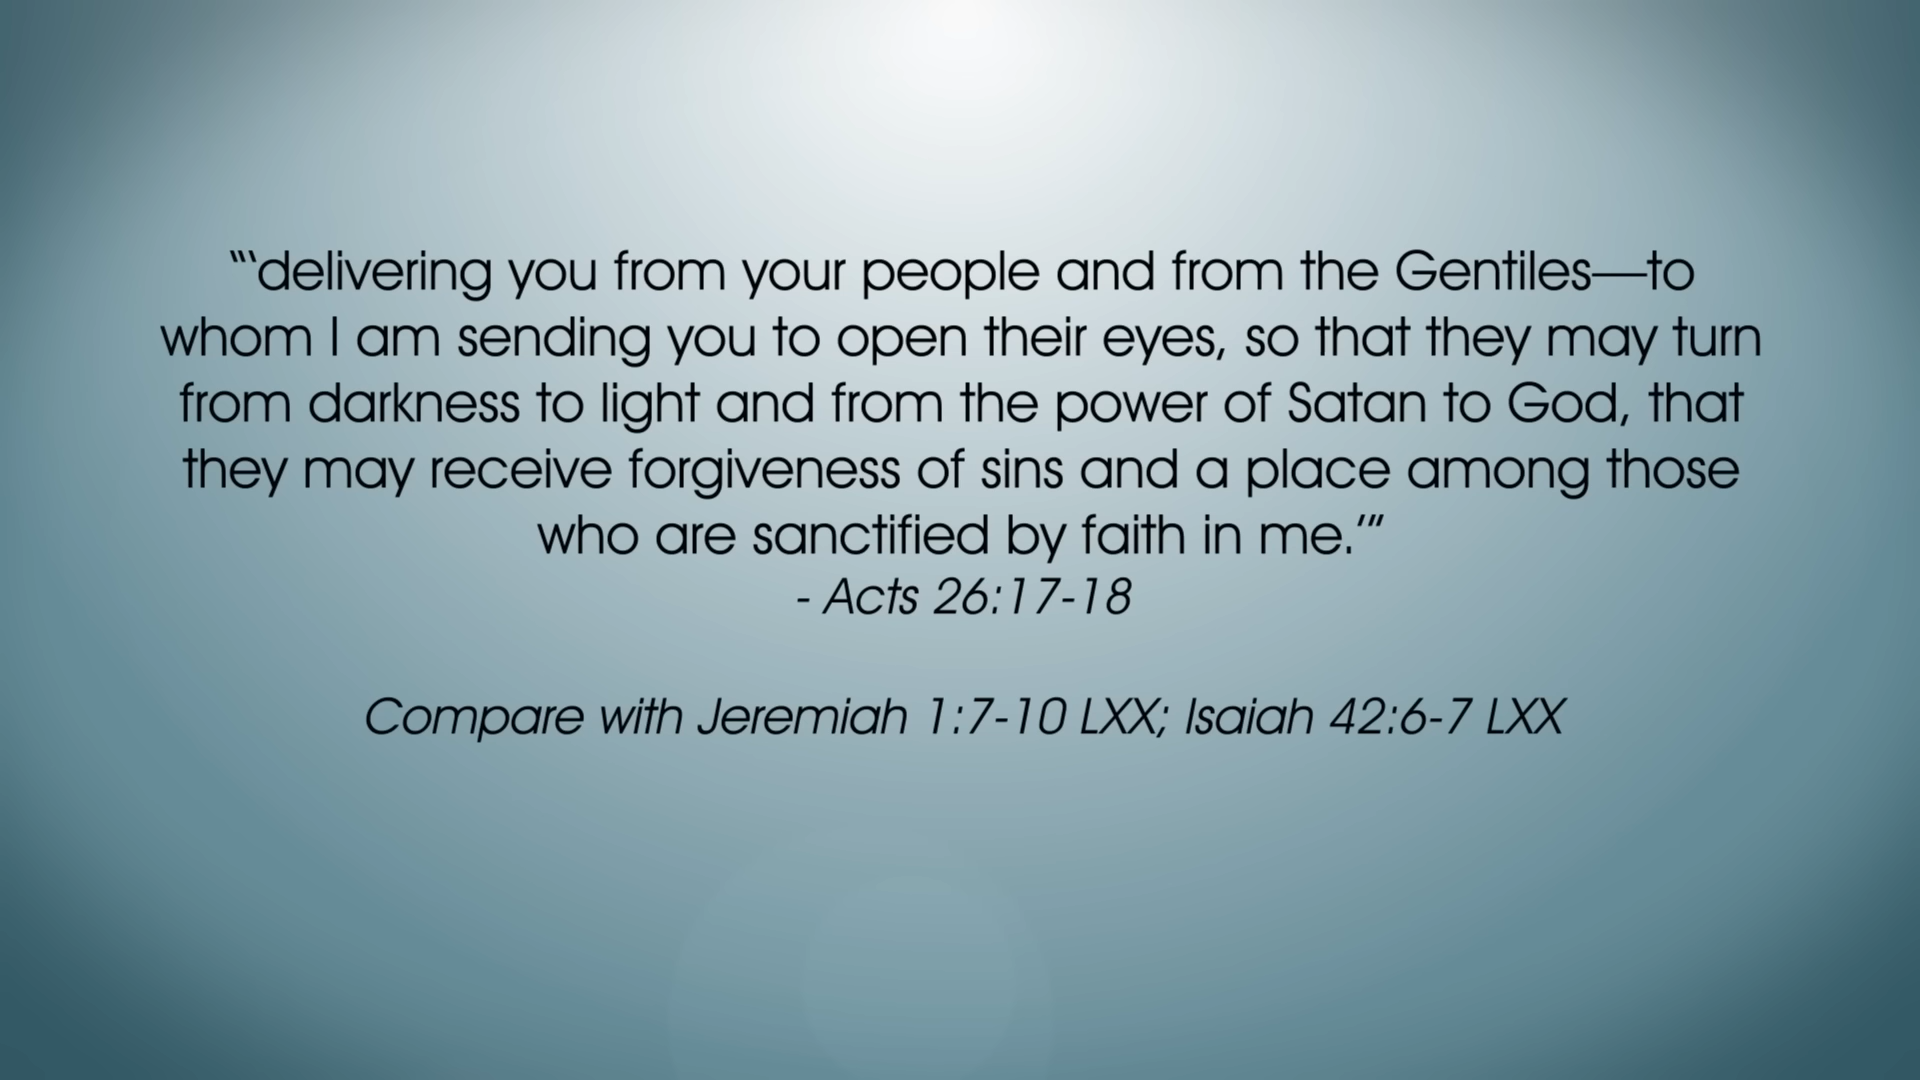 “‘delivering you from your people and from the Gentiles—to
whom I am sending you to open their eyes, so that they may turn
from darkness to light and from the power of Satan to God, that
they may receive forgiveness of sins and a place among those
who are sanctified by faith in me.’”
- Acts 26:17-18
Compare with Jeremiah 1:7-10 LXX; Isaiah 42:6-7 LXX